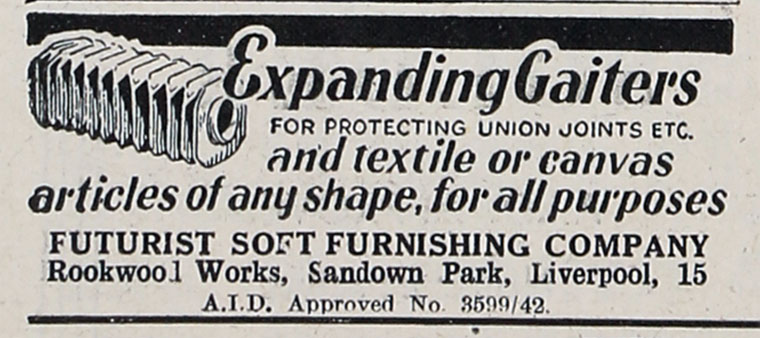 Expanding Gaiters
FOR PROTECTING UNION JOINTS ETC.
and textile or canvas
articles of any shape, for all purposes
FUTURIST SOFT FURNISHING COMPANY
Rookwool Works, Sandown Park, Liverpool, 15
A.I.D. Approved No. 3599/42.